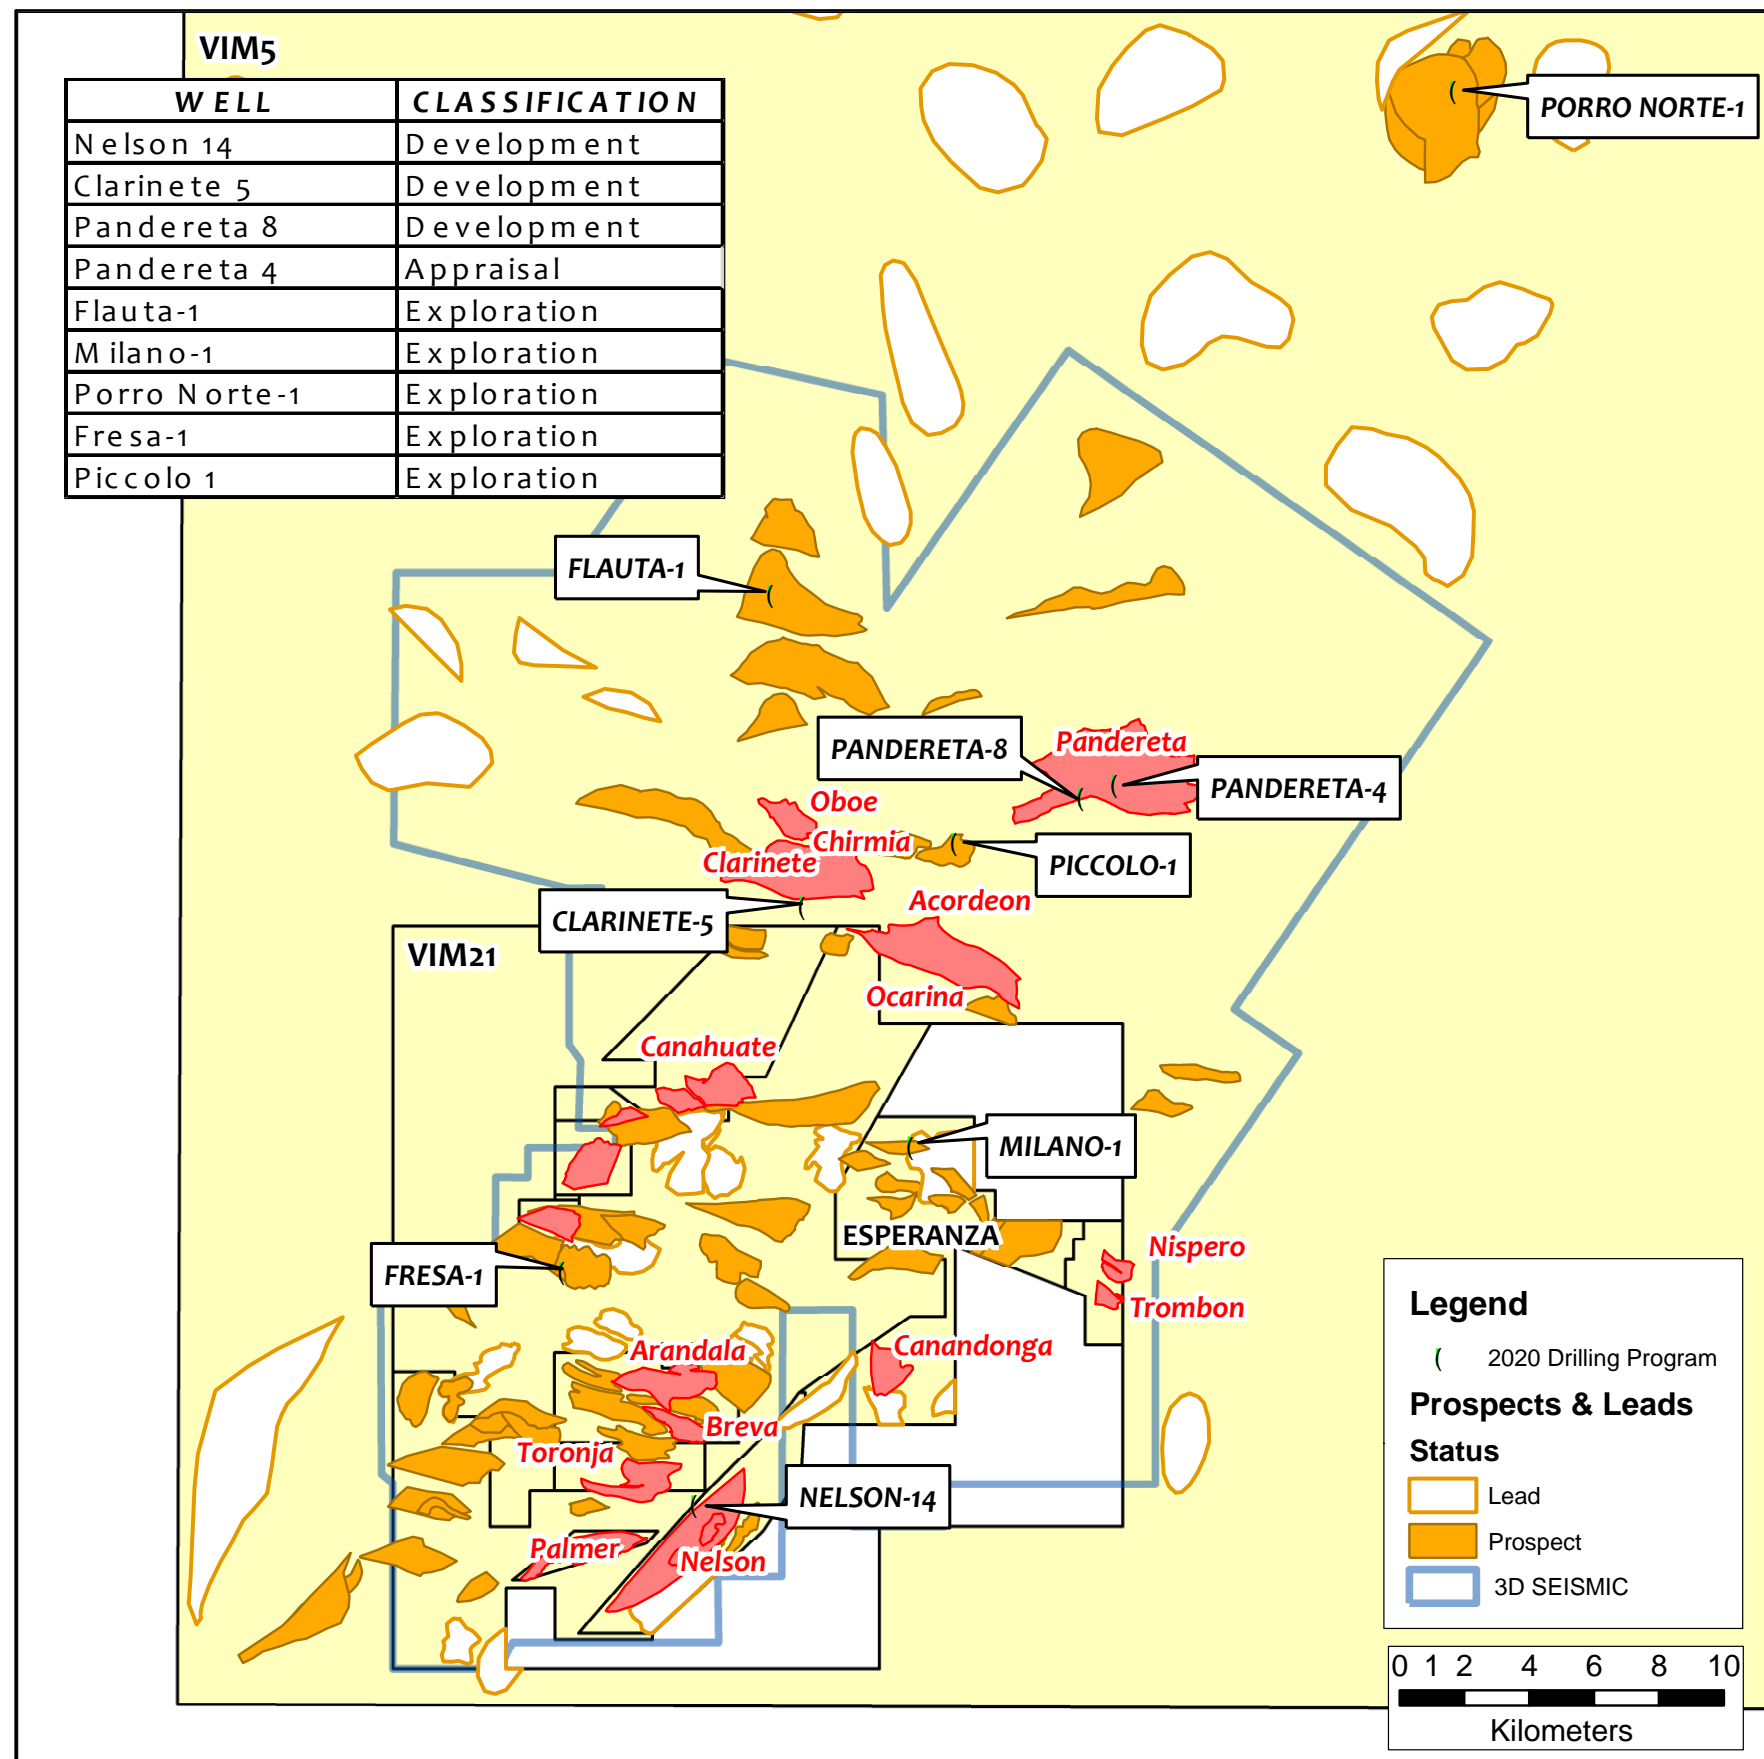 VIM5
WELL CLASSIFICATION
Nelson 14 Development
Clarinete 5 Development
Pandereta 8 Development
Pandereta 4 Appraisal
Flauta-1 Exploration
Milano-1 Exploration
Porro Norte-1 Exploration
Fresa-1 Exploration
Piccolo 1 Exploration
PORRO NORTE-1
FLAUTA-1
PANDERETA-8
Pandereta
PANDERETA-4
Oboe
Chirmia
Clarinete
PICCOLO-1
Acordeon
CLARINETE-5
VIM21
Ocarina
Canahuate
MILANO-1
ESPERANZA
Nispero
FRESA-1
Trombon
Arandala
Canandonga
Breva
Toronja
NELSON-14
Palmer
Nelson
Legend
2020 Drilling Program
Prospects & Leads
Status
Lead
Prospect
3D SEISMIC
0 1 2 4 6 8 10
Kilometers